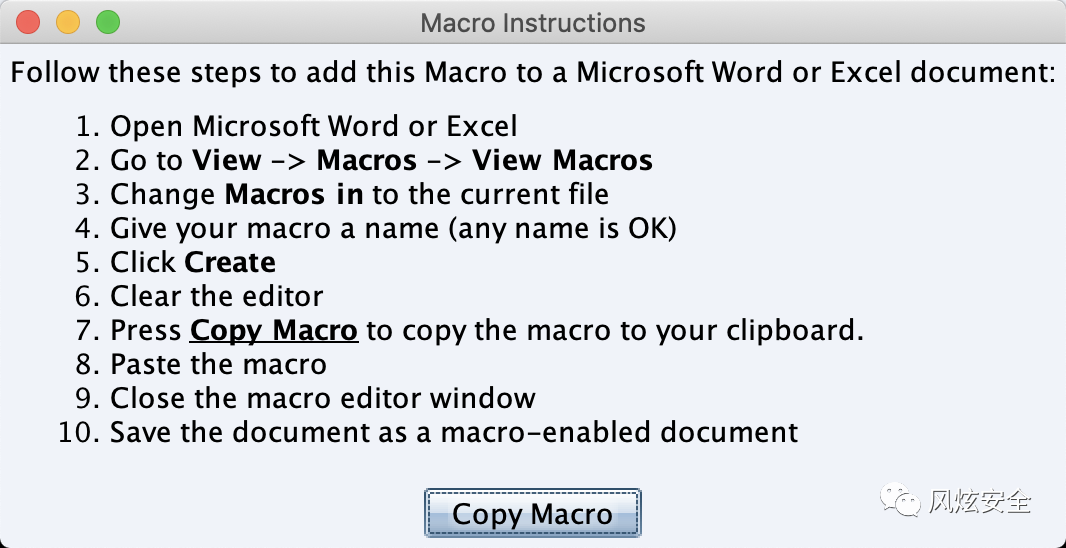 Macro Instructions
Follow these steps to add this Macro to a Microsoft Word or Excel document:
1. Open Microsoft Word or Excel
2. Go to View -> Macros -> View Macros
3. Change Macros in to the current file
4. Give your macro a name (any name is OK)
5. Click Create
6. Clear the editor
7. Press Copy Macro to copy the macro to your clipboard.
8. Paste the macro
9. Close the macro editor window
10. Save the document as a macro-enabled document
Copy Macro
风炫安全